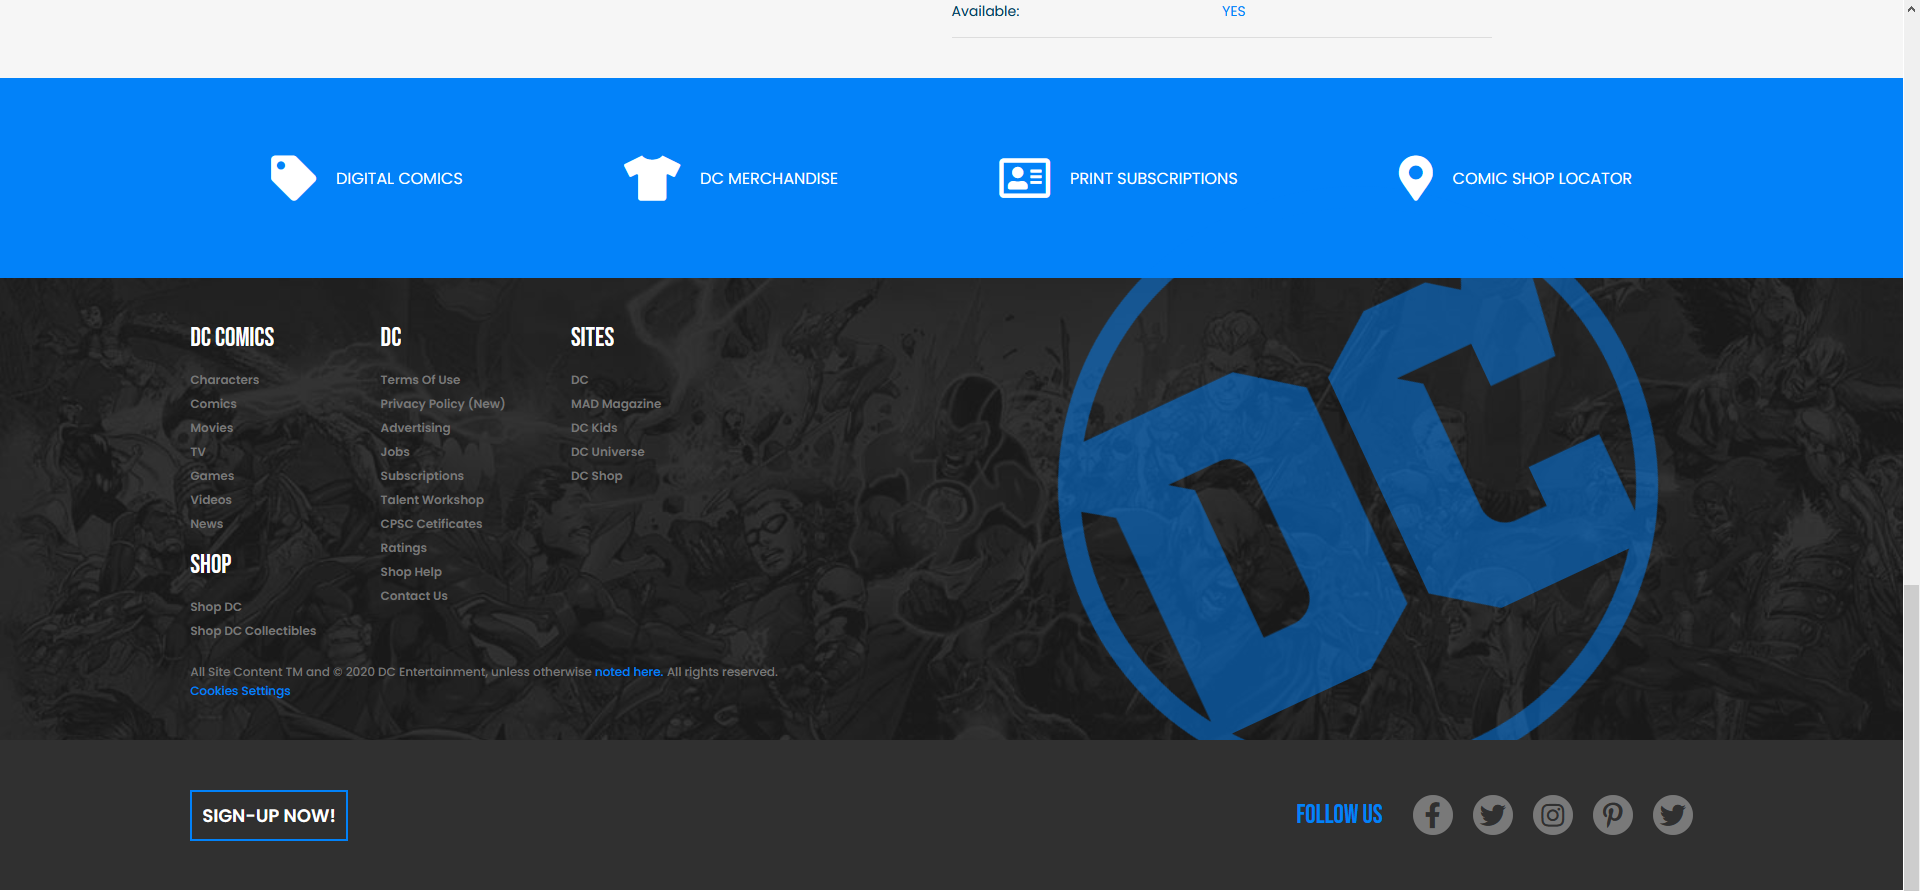 Available: YES
DIGITAL COMICS
DC MERCHANDISE
PRINT SUBSCRIPTIONS
COMIC SHOP LOCATOR
DC COMICS
Characters
Comics
Movies
TV
Games
Videos
News
SHOP
Shop DC
Shop DC Collectibles
DC
Terms Of Use
Privacy Policy (New)
Advertising
Jobs
Subscriptions
Talent Workshop
CPSC Cetificates
Ratings
Shop Help
Contact Us
SITES
DC
MAD Magazine
DC Kids
DC Universe
DC Shop
DC
All Site Content TM and © 2020 DC Entertainment, unless otherwise noted here. All rights reserved.
Cookies Settings
SIGN-UP NOW!
FOLLOW US